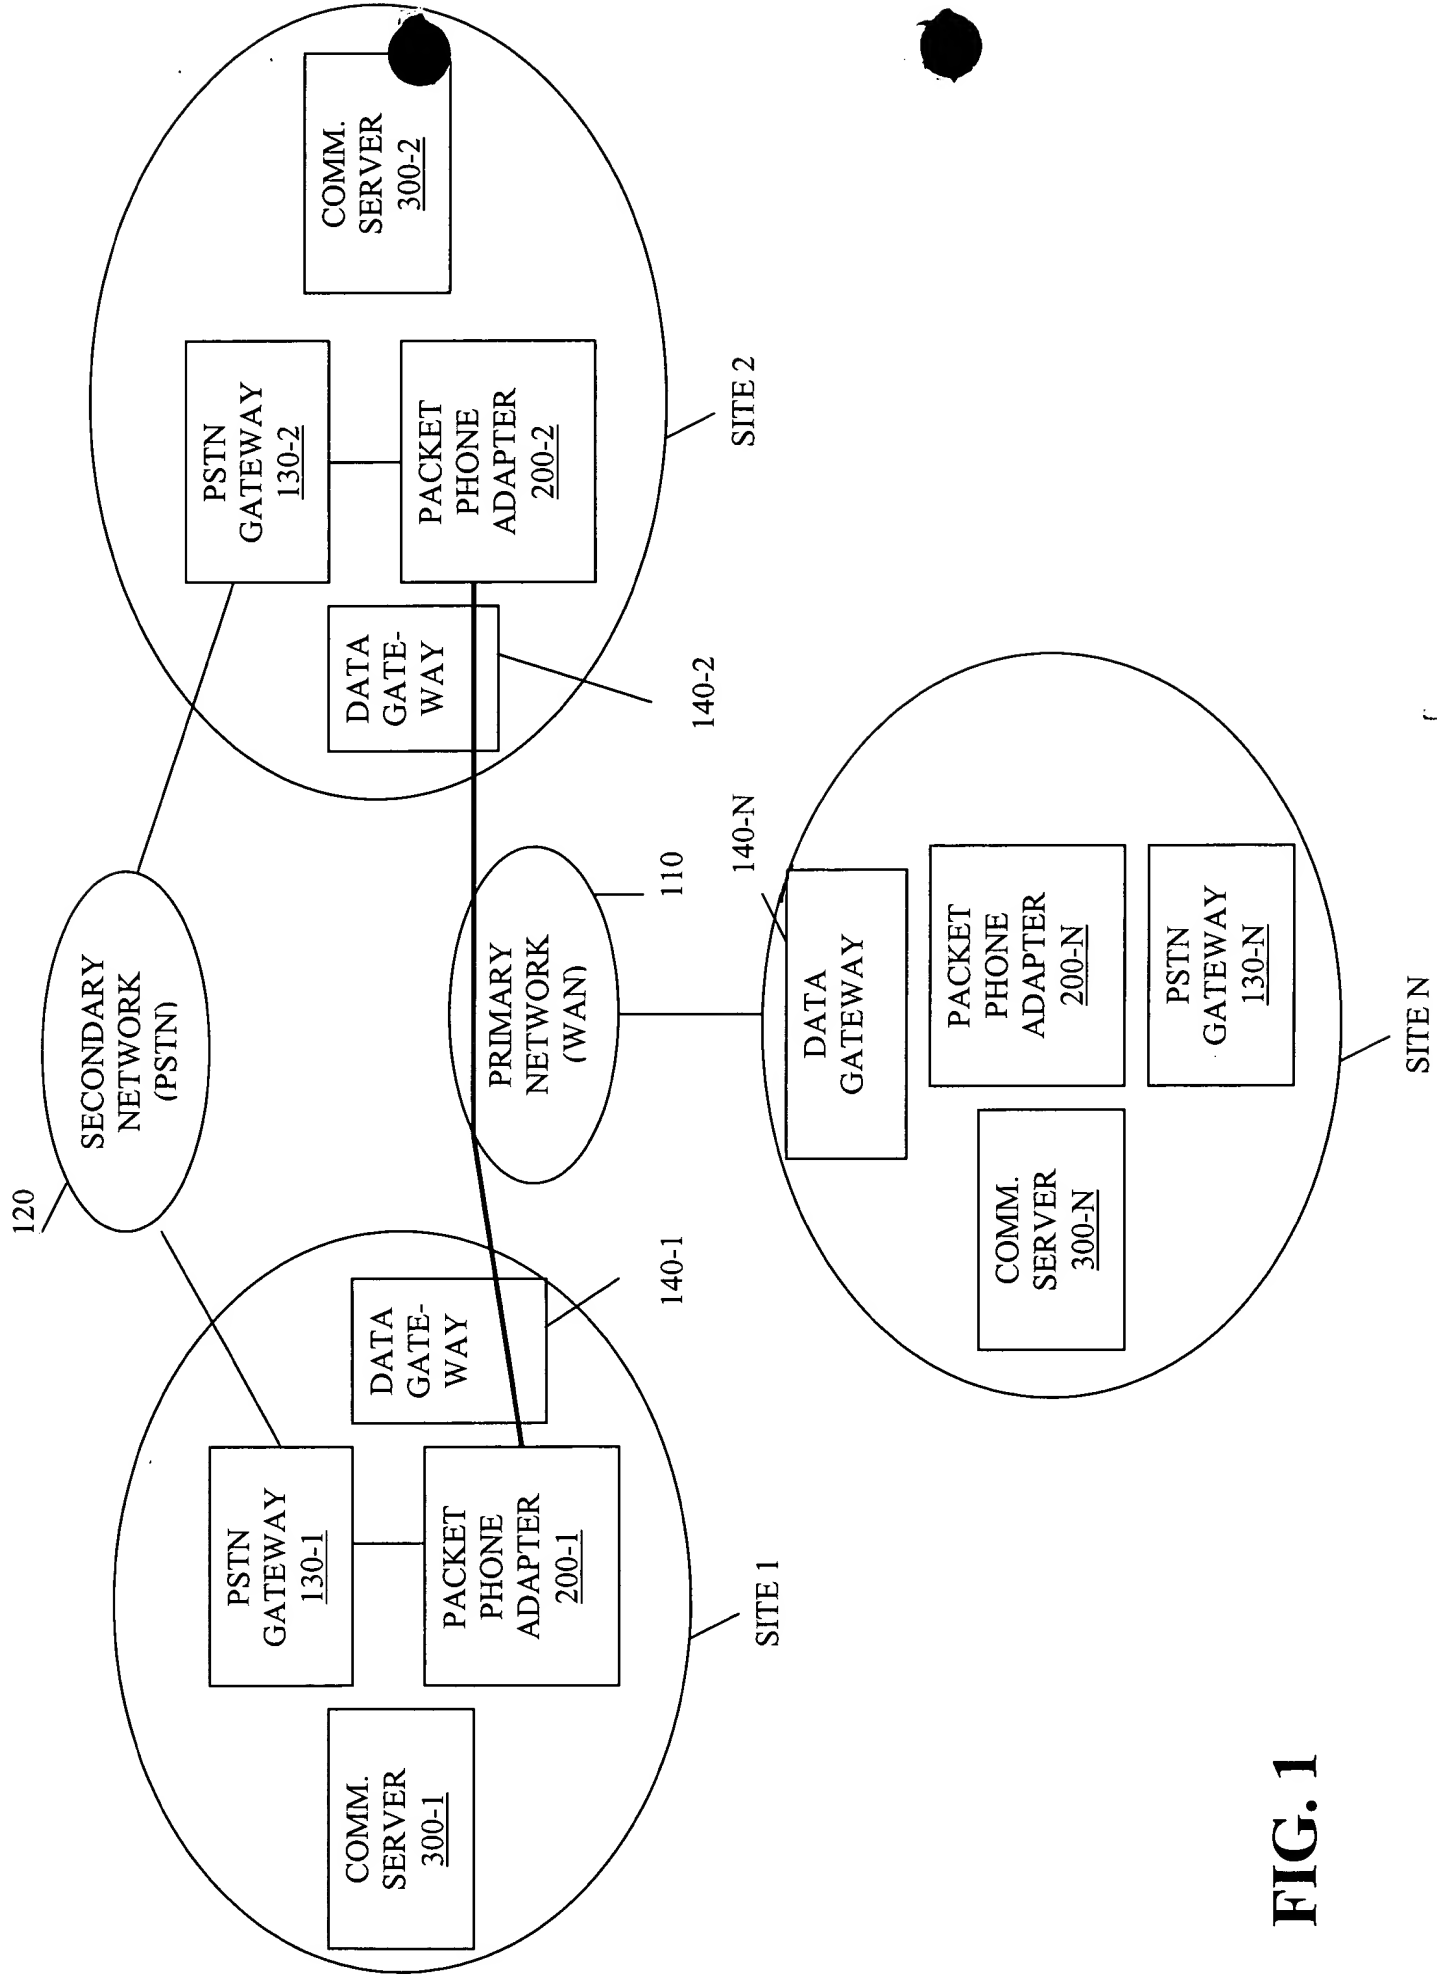 120
SECONDARY
NETWORK
(PSTN)
PSTN
GATEWAY
130-1
DATA
GATE-
WAY
COMM.
SERVER
300-1
PACKET
PHONE
ADAPTER
200-1
140-1
SITE 1
PRIMARY
NETWORK
(WAN)
110
PSTN
GATEWAY
130-2
COMM.
SERVER
300-2
DATA
GATE-
WAY
PACKET
PHONE
ADAPTER
200-2
140-2
SITE 2
140-N
DATA
GATEWAY
PACKET
PHONE
ADAPTER
200-N
COMM.
SERVER
300-N
PSTN
GATEWAY
130-N
SITE N
FIG. 1